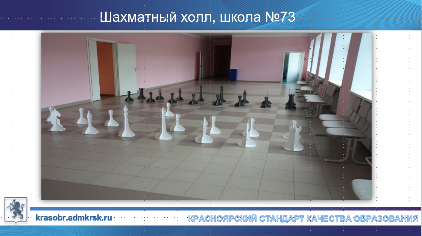 Шахматный холл, школа №73
krasobr.admkrsk.ru
КРАСНОЯРСКИЙ СТАНДАРТ КАЧЕСТВА ОБРАЗОВАНИЯ